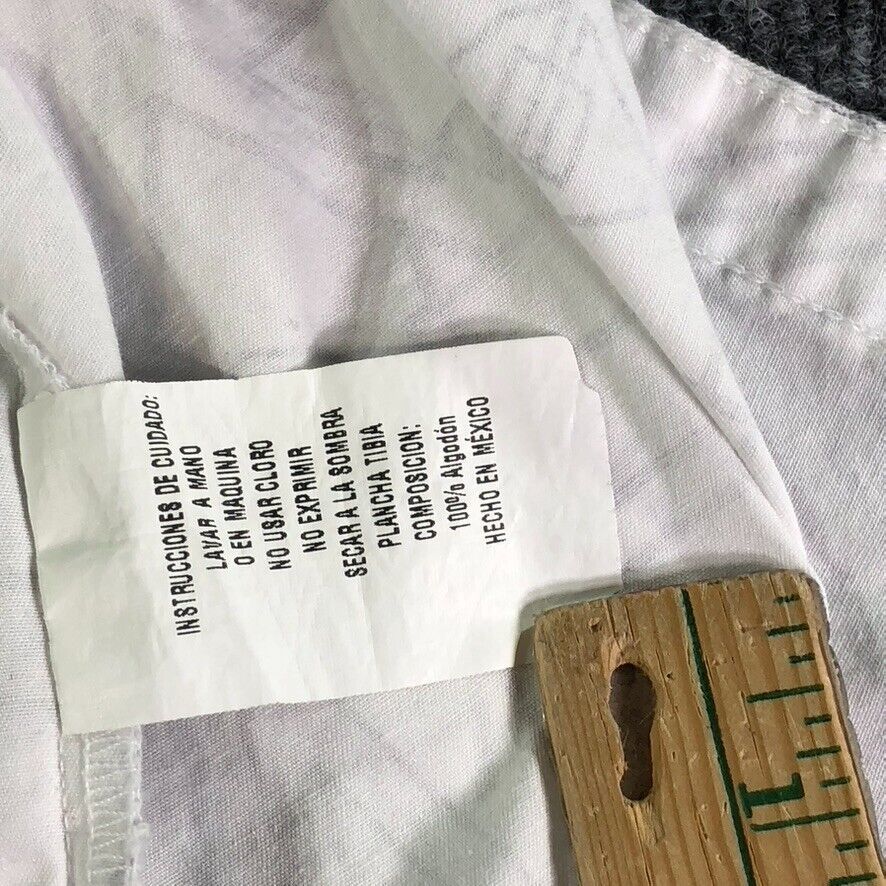 INSTRUCCIONES DE CUIDADO:
LAVAR A MANO
O EN MAQUINA
NO USAR CLORO
NO EXPRIMIR
SECAR A LA SOMBRA
PLANCHA TIBIA
COMPOSICION:
100% Algodón
HECHO EN MÉXICO
1